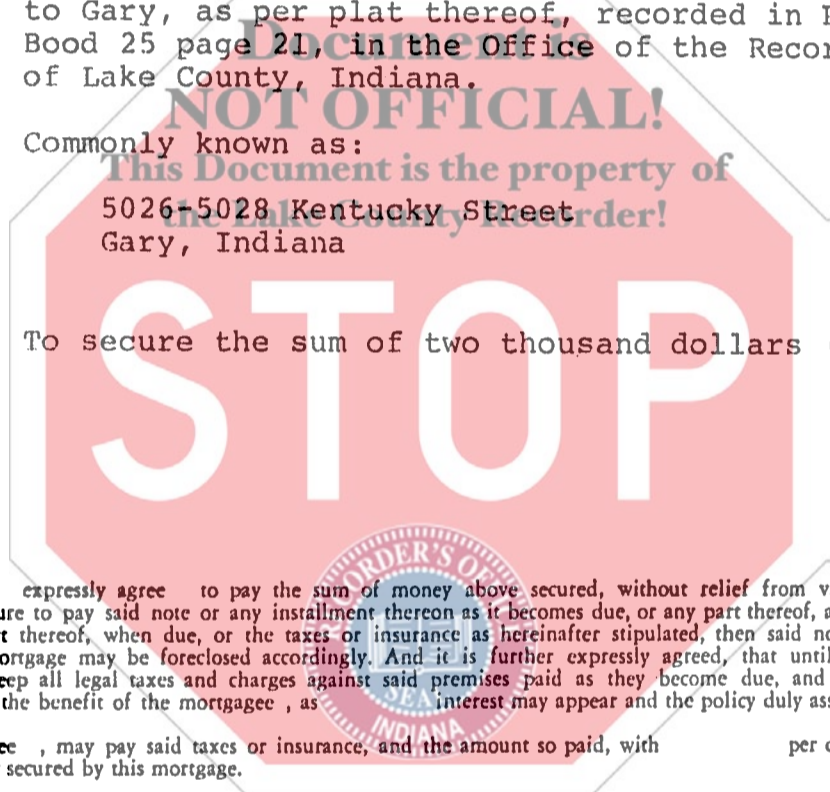 to Gary, as per plat thereof, recorded in
Document is
Bood 25 page 21, in the Office of the Recor
of Lake County, Indiana.
NOT OFFICIAL!
Commonly known as:
This Document is the property of
5026-5028 Kentucky Street
the Lake County Recorder!
Gary, Indiana
STOP
To secure the sum of two thousand dollars
RECORDER'S OFFICE
expressly agree to pay the sum of money above secured, without relief from v
ure to pay said note or any installment thereon as it becomes due, or any part thereof, a
t thereof, when due, or the taxes or insurance as hereinafter stipulated, then said no
ortgage may be foreclosed accordingly. And it is further expressly agreed, that until
eep all legal taxes and charges against said premises paid as they become due, and
SEAL
the benefit of the mortgagee , as interest may appear and the policy duly ass
INDIANA
ee , may pay said taxes or insurance, and the amount so paid, with per c
secured by this mortgage.